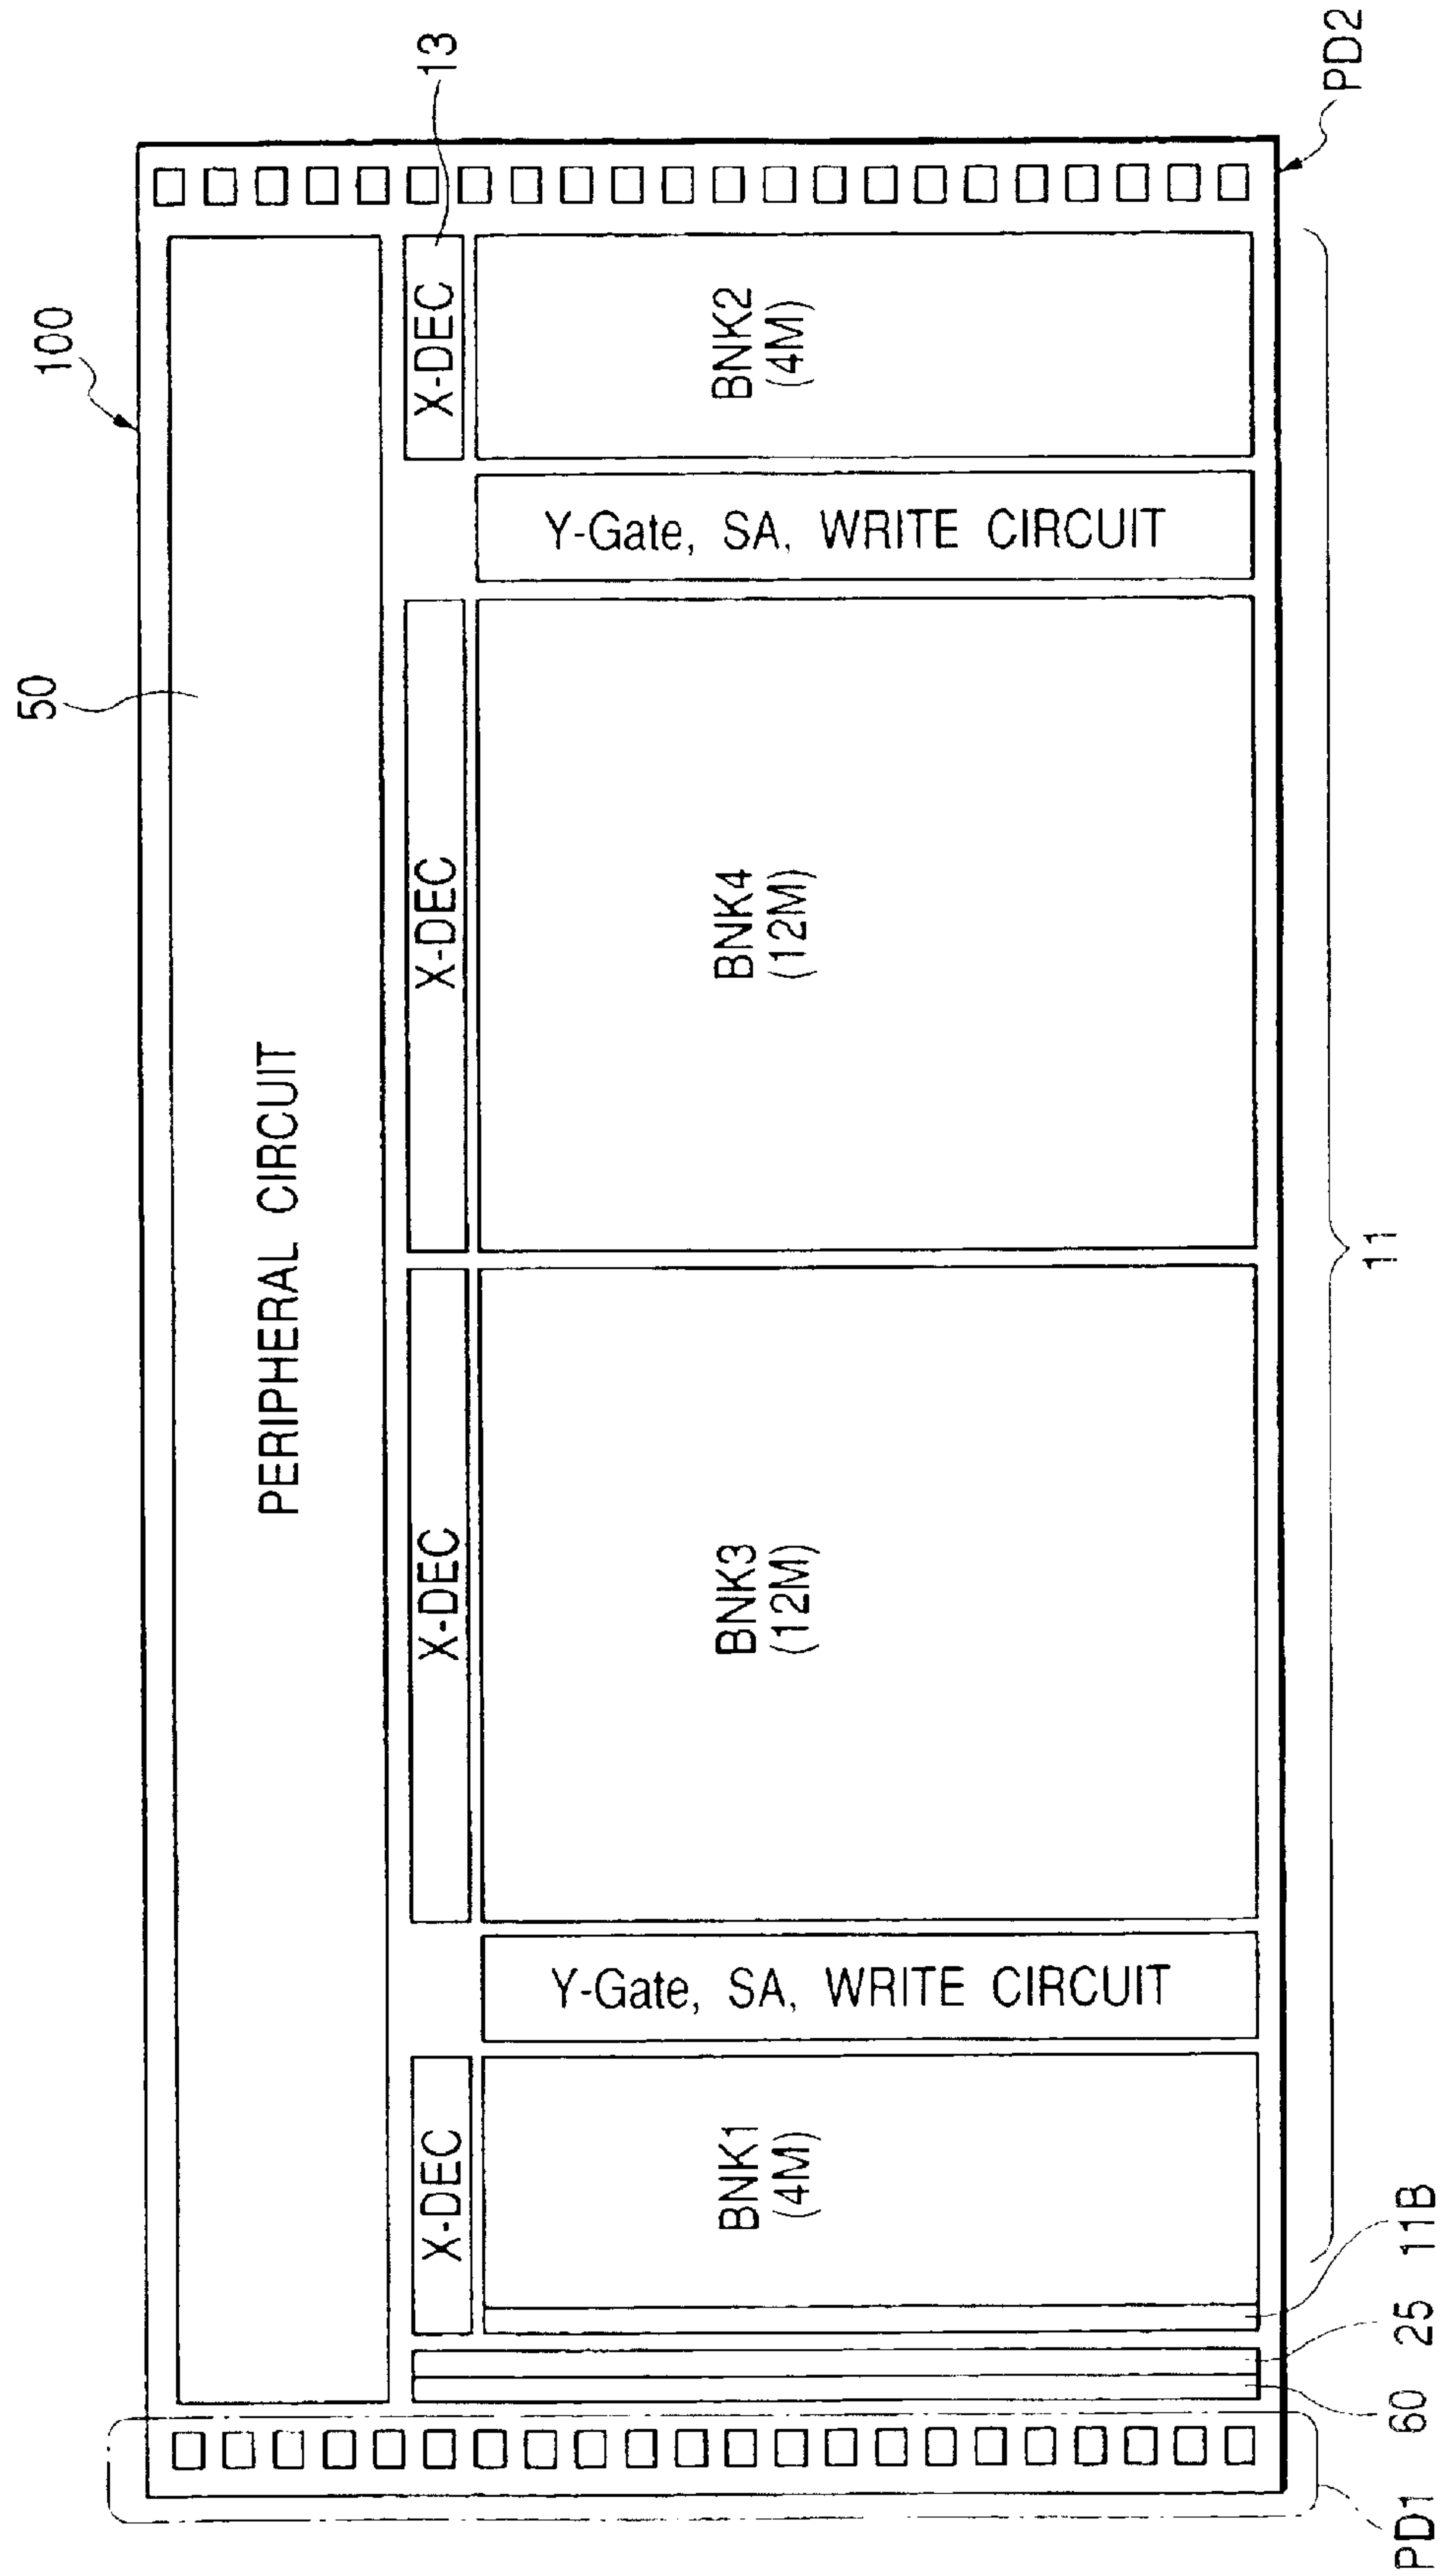 50
100
PERIPHERAL CIRCUIT
13
X-DEC
X-DEC
X-DEC
X-DEC
BNK1
(4M)
Y-Gate, SA, WRITE CIRCUIT
BNK3
(12M)
BNK4
(12M)
Y-Gate, SA, WRITE CIRCUIT
BNK2
(4M)
PD1
60
25
11B
11
PD2